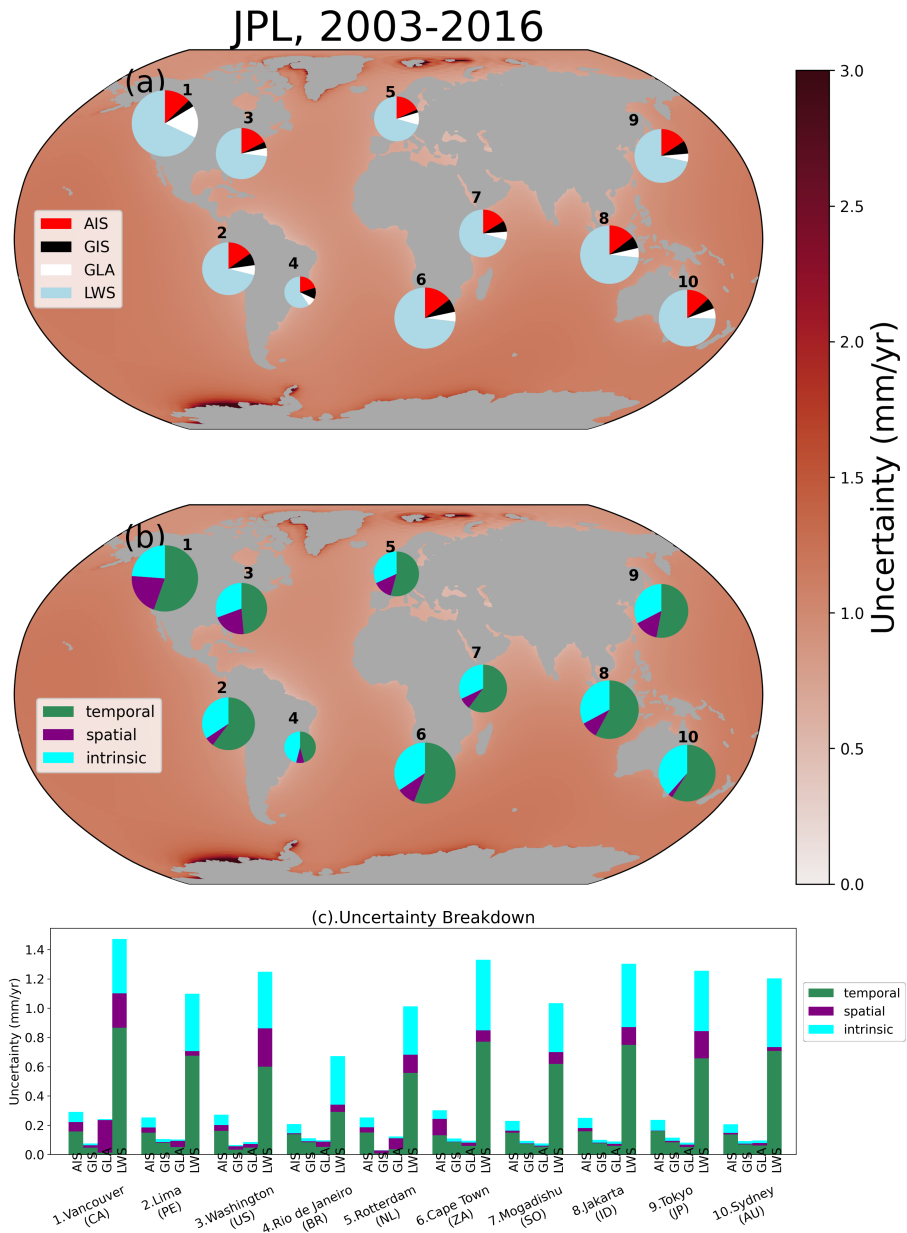 JPL, 2003-2016
(a)
1
3
5
9
7
2
8
4
6
10
AIS
GIS
GLA
LWS
3.0
2.5
2.0
1.5
1.0
0.5
0.0
Uncertainty (mm/yr)
(b)
1
3
5
9
7
2
8
4
6
10
temporal
spatial
intrinsic
(c).Uncertainty Breakdown
Uncertainty (mm/yr)
1.4
1.2
1.0
0.8
0.6
0.4
0.2
0.0
temporal
spatial
intrinsic
AIS GIS GLA LWS
AIS GIS GLA LWS
AIS GIS GLA LWS
AIS GIS GLA LWS
AIS GIS GLA LWS
AIS GIS GLA LWS
AIS GIS GLA LWS
AIS GIS GLA LWS
AIS GIS GLA LWS
AIS GIS GLA LWS
1.Vancouver
(CA)
2.Lima
(PE)
3.Washington
(US)
4.Rio de Janeiro
(BR)
5.Rotterdam
(NL)
6.Cape Town
(ZA)
7.Mogadishu
(SO)
8.Jakarta
(ID)
9.Tokyo
(JP)
10.Sydney
(AU)